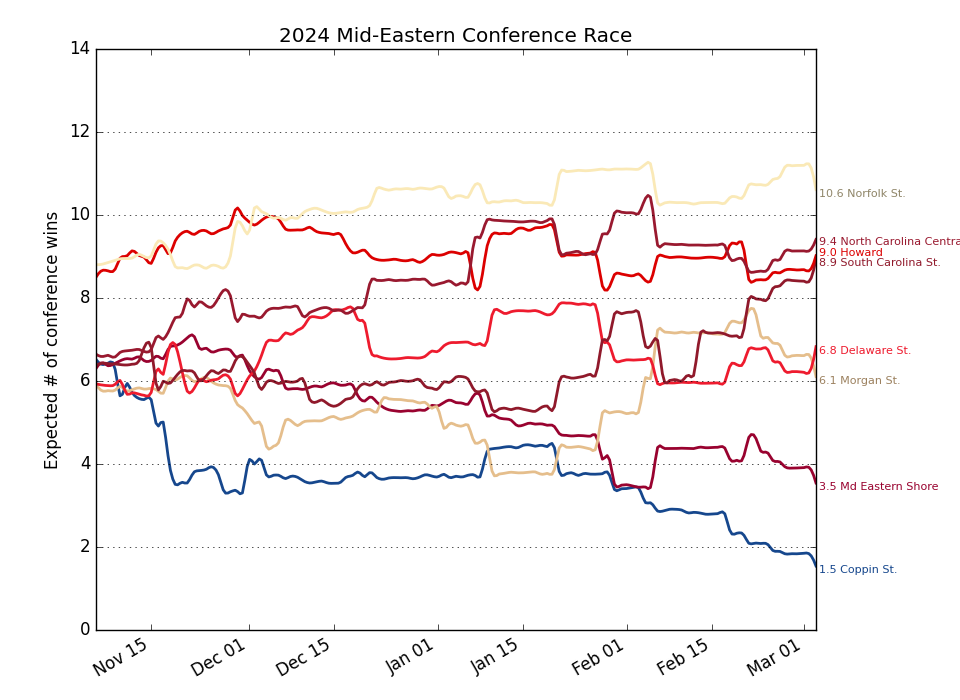 2024 Mid-Eastern Conference Race
Expected # of conference wins
14
12
10
8
6
4
2
0
Nov 15
Dec 01
Dec 15
Jan 01
Jan 15
Feb 01
Feb 15
Mar 01
10.6 Norfolk St.
9.4 North Carolina Centra
9.0 Howard
8.9 South Carolina St.
6.8 Delaware St.
6.1 Morgan St.
3.5 Md Eastern Shore
1.5 Coppin St.